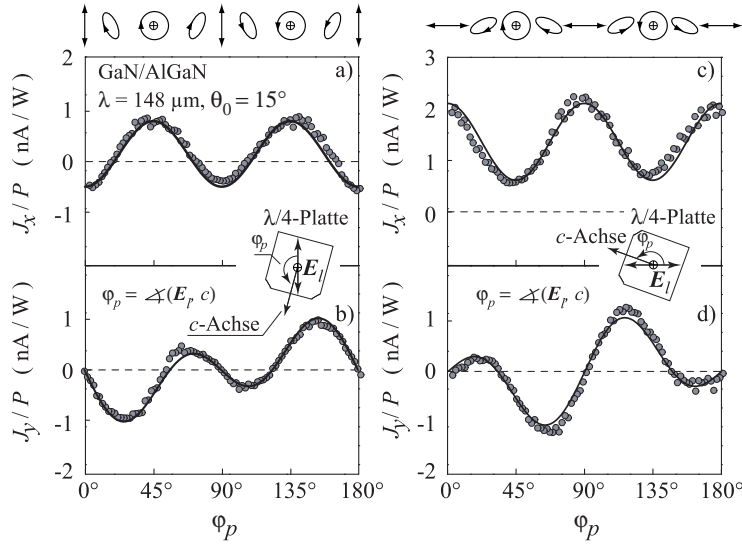 a)
GaN/AlGaN
λ = 148 µm, θ0 = 15°
Jx / P ( nA / W )
2
1
0
-1
λ/4-Platte
φp
El
c-Achse
b)
φp = ∡(El, c)
Jy / P ( nA / W )
1
0
-1
-2
0°
45°
90°
135°
180°
φp
c)
Jx / P ( nA / W )
3
2
1
0
λ/4-Platte
c-Achse
φp
El
d)
φp = ∡(El, c)
Jy / P ( nA / W )
1
0
-1
-2
0°
45°
90°
135°
180°
φp